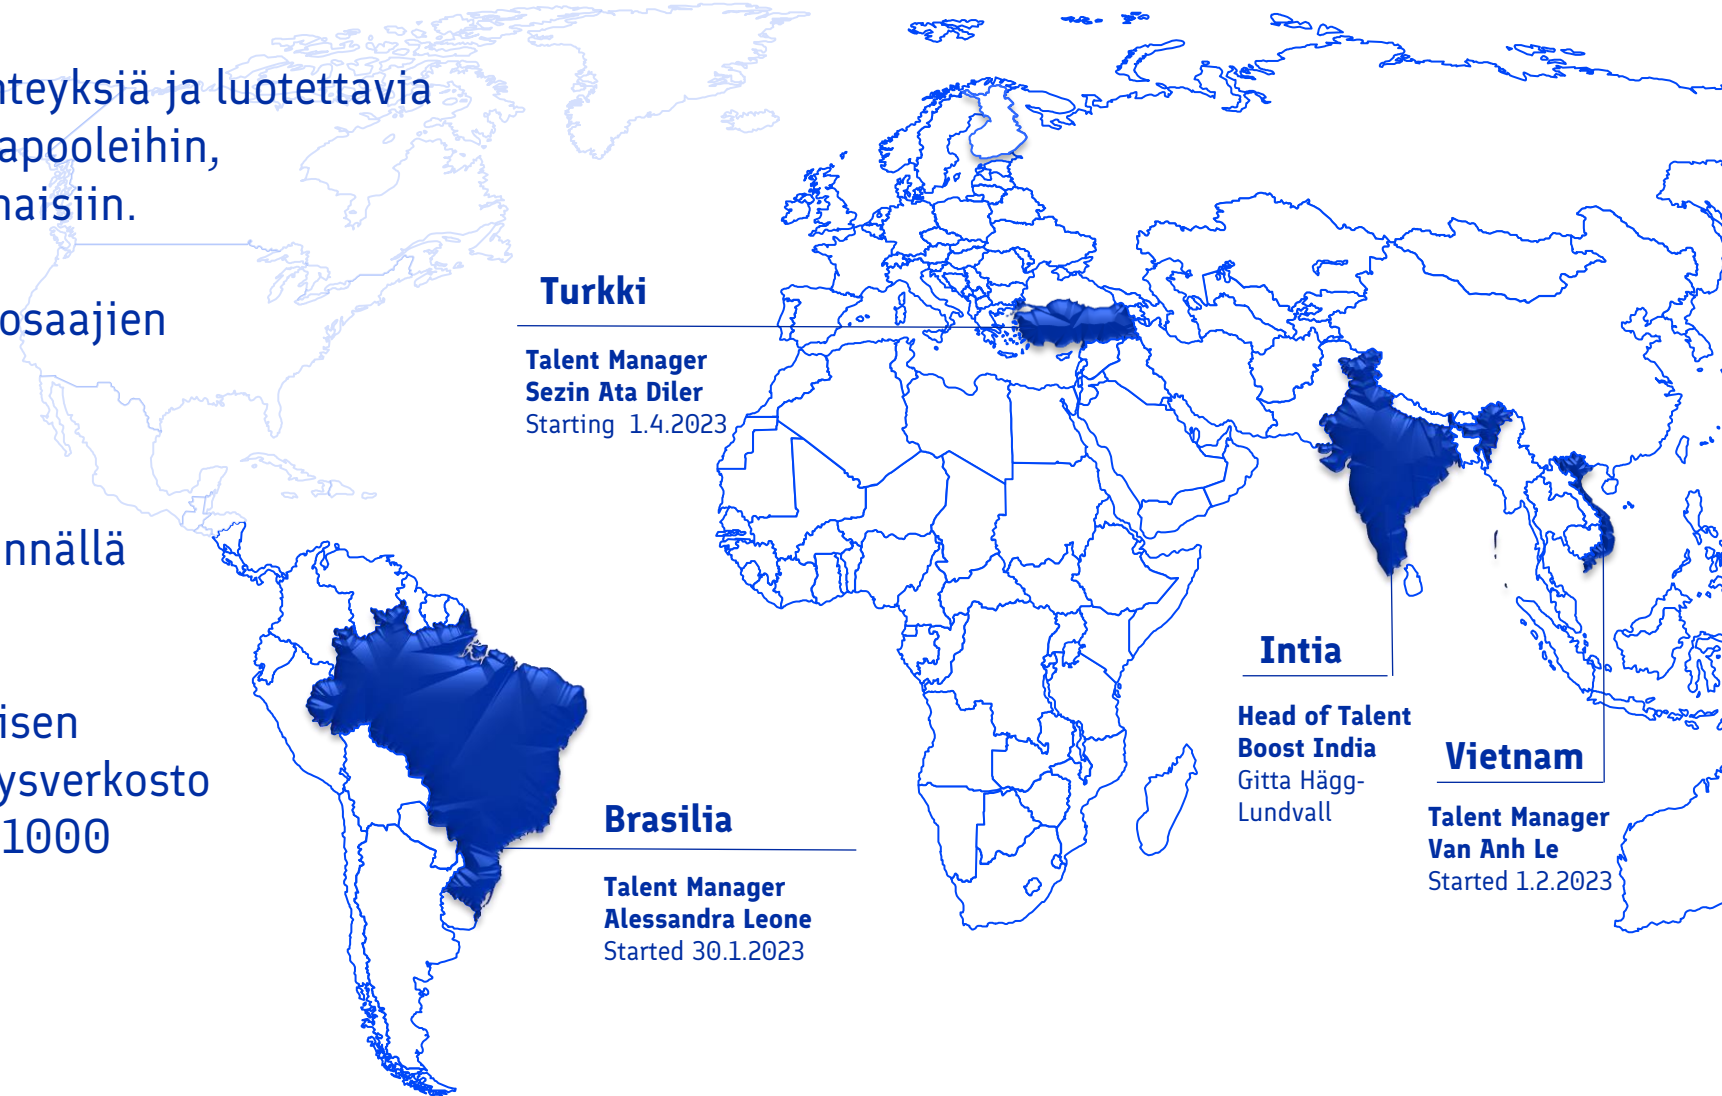 nteyksiä ja luotettavia
apooleihin,
naisiin.
osaajien
nnällä
isen
ysverkosto
1000
Turkki
Talent Manager
Sezin Ata Diler
Starting 1.4.2023
Brasilia
Talent Manager
Alessandra Leone
Started 30.1.2023
Intia
Head of Talent
Boost India
Gitta Hägg-
Lundvall
Vietnam
Talent Manager
Van Anh Le
Started 1.2.2023